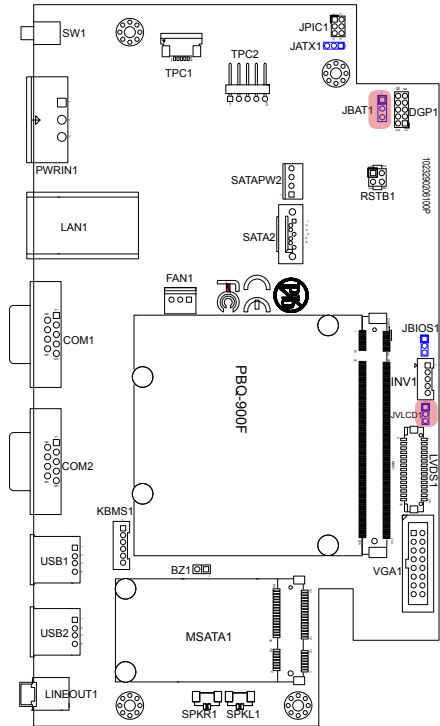 SW1
JPIC1
JATX1
TPC1
TPC2
JBAT1
DGP1
PWRIN1
SATAPW2
RSTB1
1023290206100P
LAN1
SATA2
FAN1
COM1
JBIOS1
PBQ-900F
INV1
JVLCD1
COM2
LVDS1
KBMS1
USB1
BZ1
VGA1
USB2
MSATA1
LINEOUT1
SPKR1
SPKL1